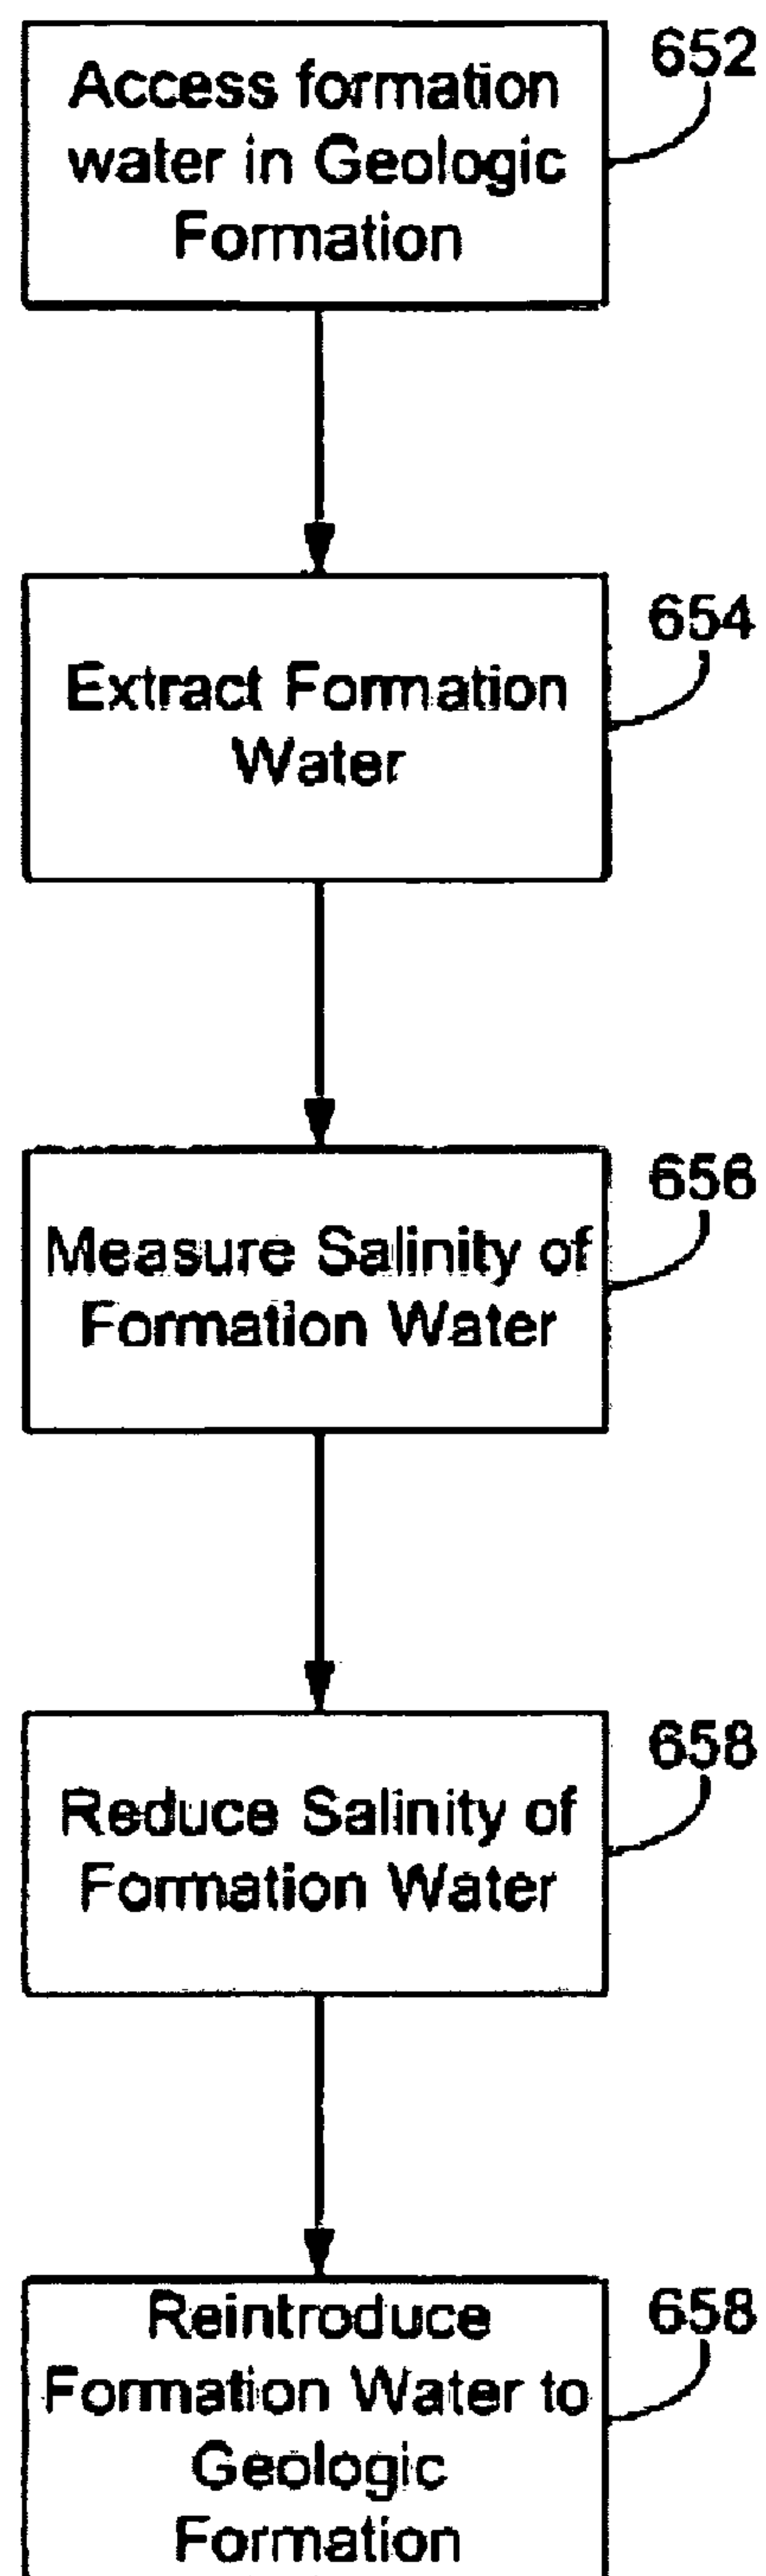 Access formation
water in Geologic
Formation
652
Extract Formation
Water
654
Measure Salinity of
Formation Water
656
Reduce Salinity of
Formation Water
658
Reintroduce
Formation Water to
Geologic
Formation
658